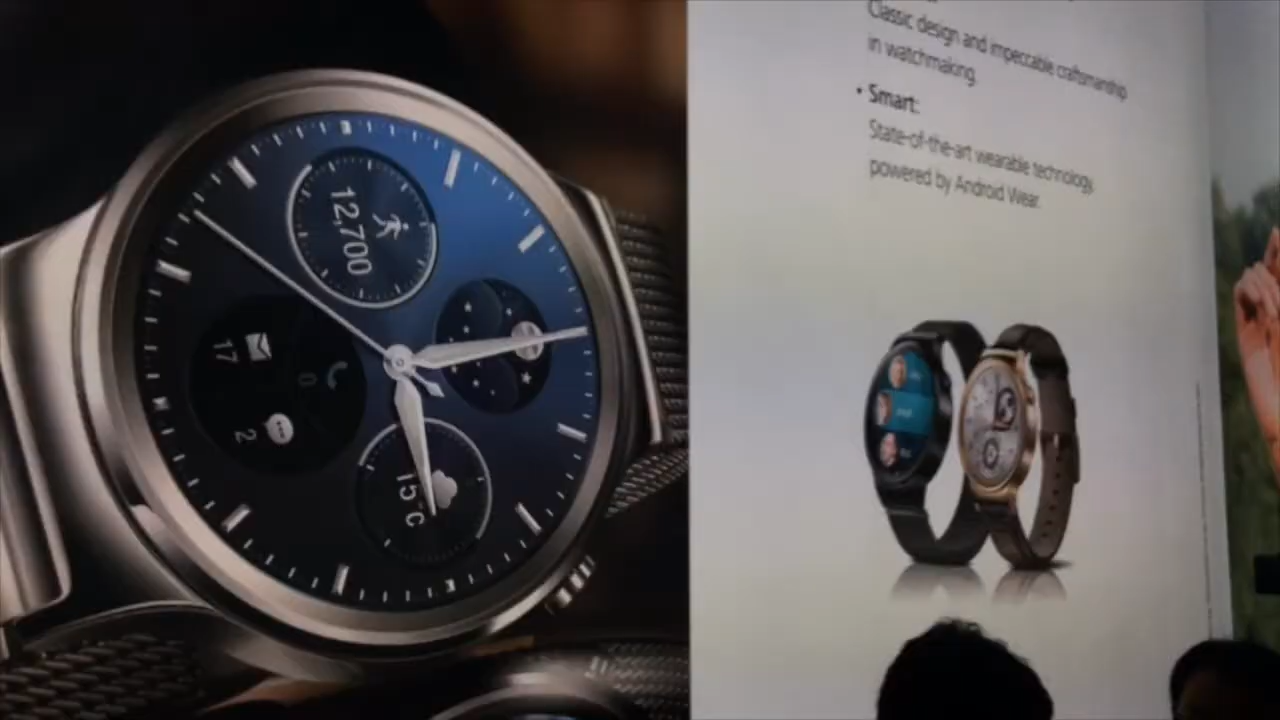 12,700
17
0
2
15°C
Classic design and impeccable craftsmanship
in watchmaking.
• Smart:
State-of-the-art wearable technology,
powered by Android Wear.